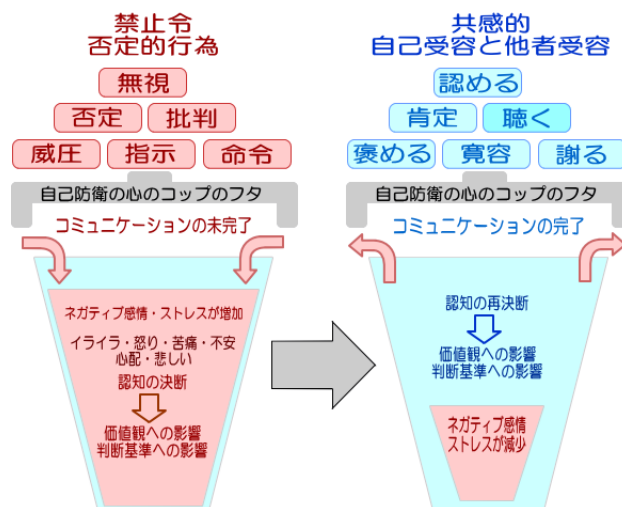 禁止令
否定的行為
無視
否定
批判
威圧
指示
命令
自己防衛の心のコップのフタ
コミュニケーションの未完了
ネガティブ感情・ストレスが増加
イライラ・怒り・苦痛・不安
心配・悲しい
認知の決断
価値観への影響
判断基準への影響
共感的
自己受容と他者受容
認める
肯定
聴く
褒める
寛容
謝る
自己防衛の心のコップのフタ
コミュニケーションの完了
認知の再決断
価値観への影響
判断基準への影響
ネガティブ感情
ストレスが減少